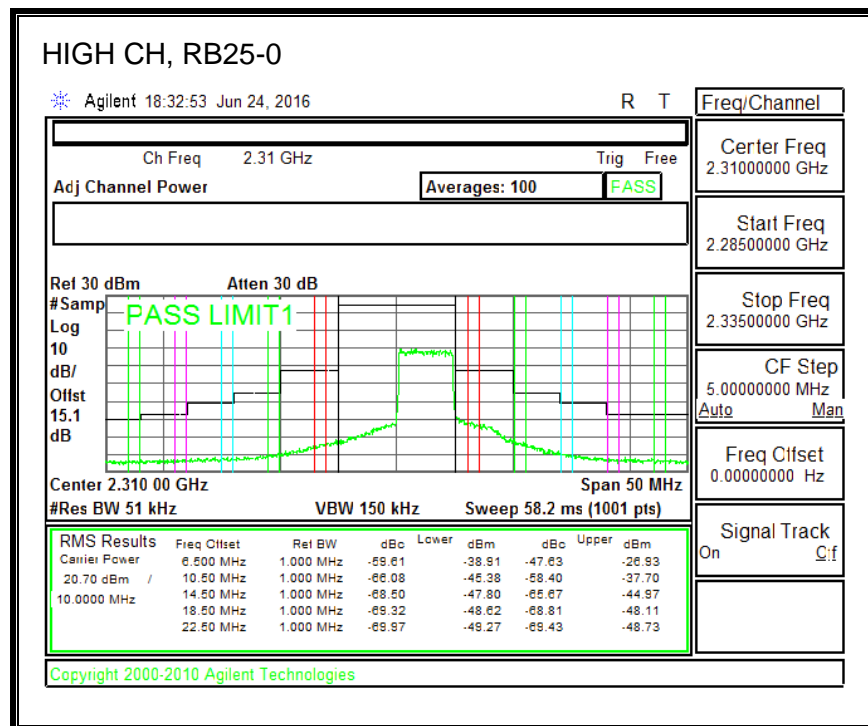 HIGH CH, RB25-0
Agilent 18:32:53 Jun 24, 2016 R T
Freq/Channel
Ch Freq 2.31 GHz Trig Free
Adj Channel Power Averages: 100 PASS
Center Freq
2.31000000 GHz
Start Freq
2.28500000 GHz
Stop Freq
2.33500000 GHz
CF Step
5.00000000 MHz
Auto Man
Freq Offset
0.00000000 Hz
Signal Track
On Off
Ref 30 dBm Atten 30 dB
#Samp
Log
10
dB/
Offst
15.1
dB
PASS LIMIT1
Center 2.310 00 GHz Span 50 MHz
#Res BW 51 kHz VBW 150 kHz Sweep 58.2 ms (1001 pts)
RMS Results Freq Offset Ref BW dBc Lower dBm dBc Upper dBm
Carrier Power 6.500 MHz 1.000 MHz -59.61 -38.91 -47.63 -26.93
20.70 dBm / 10.50 MHz 1.000 MHz -66.08 -45.38 -58.40 -37.70
10.0000 MHz 14.50 MHz 1.000 MHz -68.50 -47.80 -65.67 -44.97
18.50 MHz 1.000 MHz -69.32 -48.62 -68.81 -48.11
22.50 MHz 1.000 MHz -69.97 -49.27 -69.43 -48.73
Copyright 2000-2010 Agilent Technologies